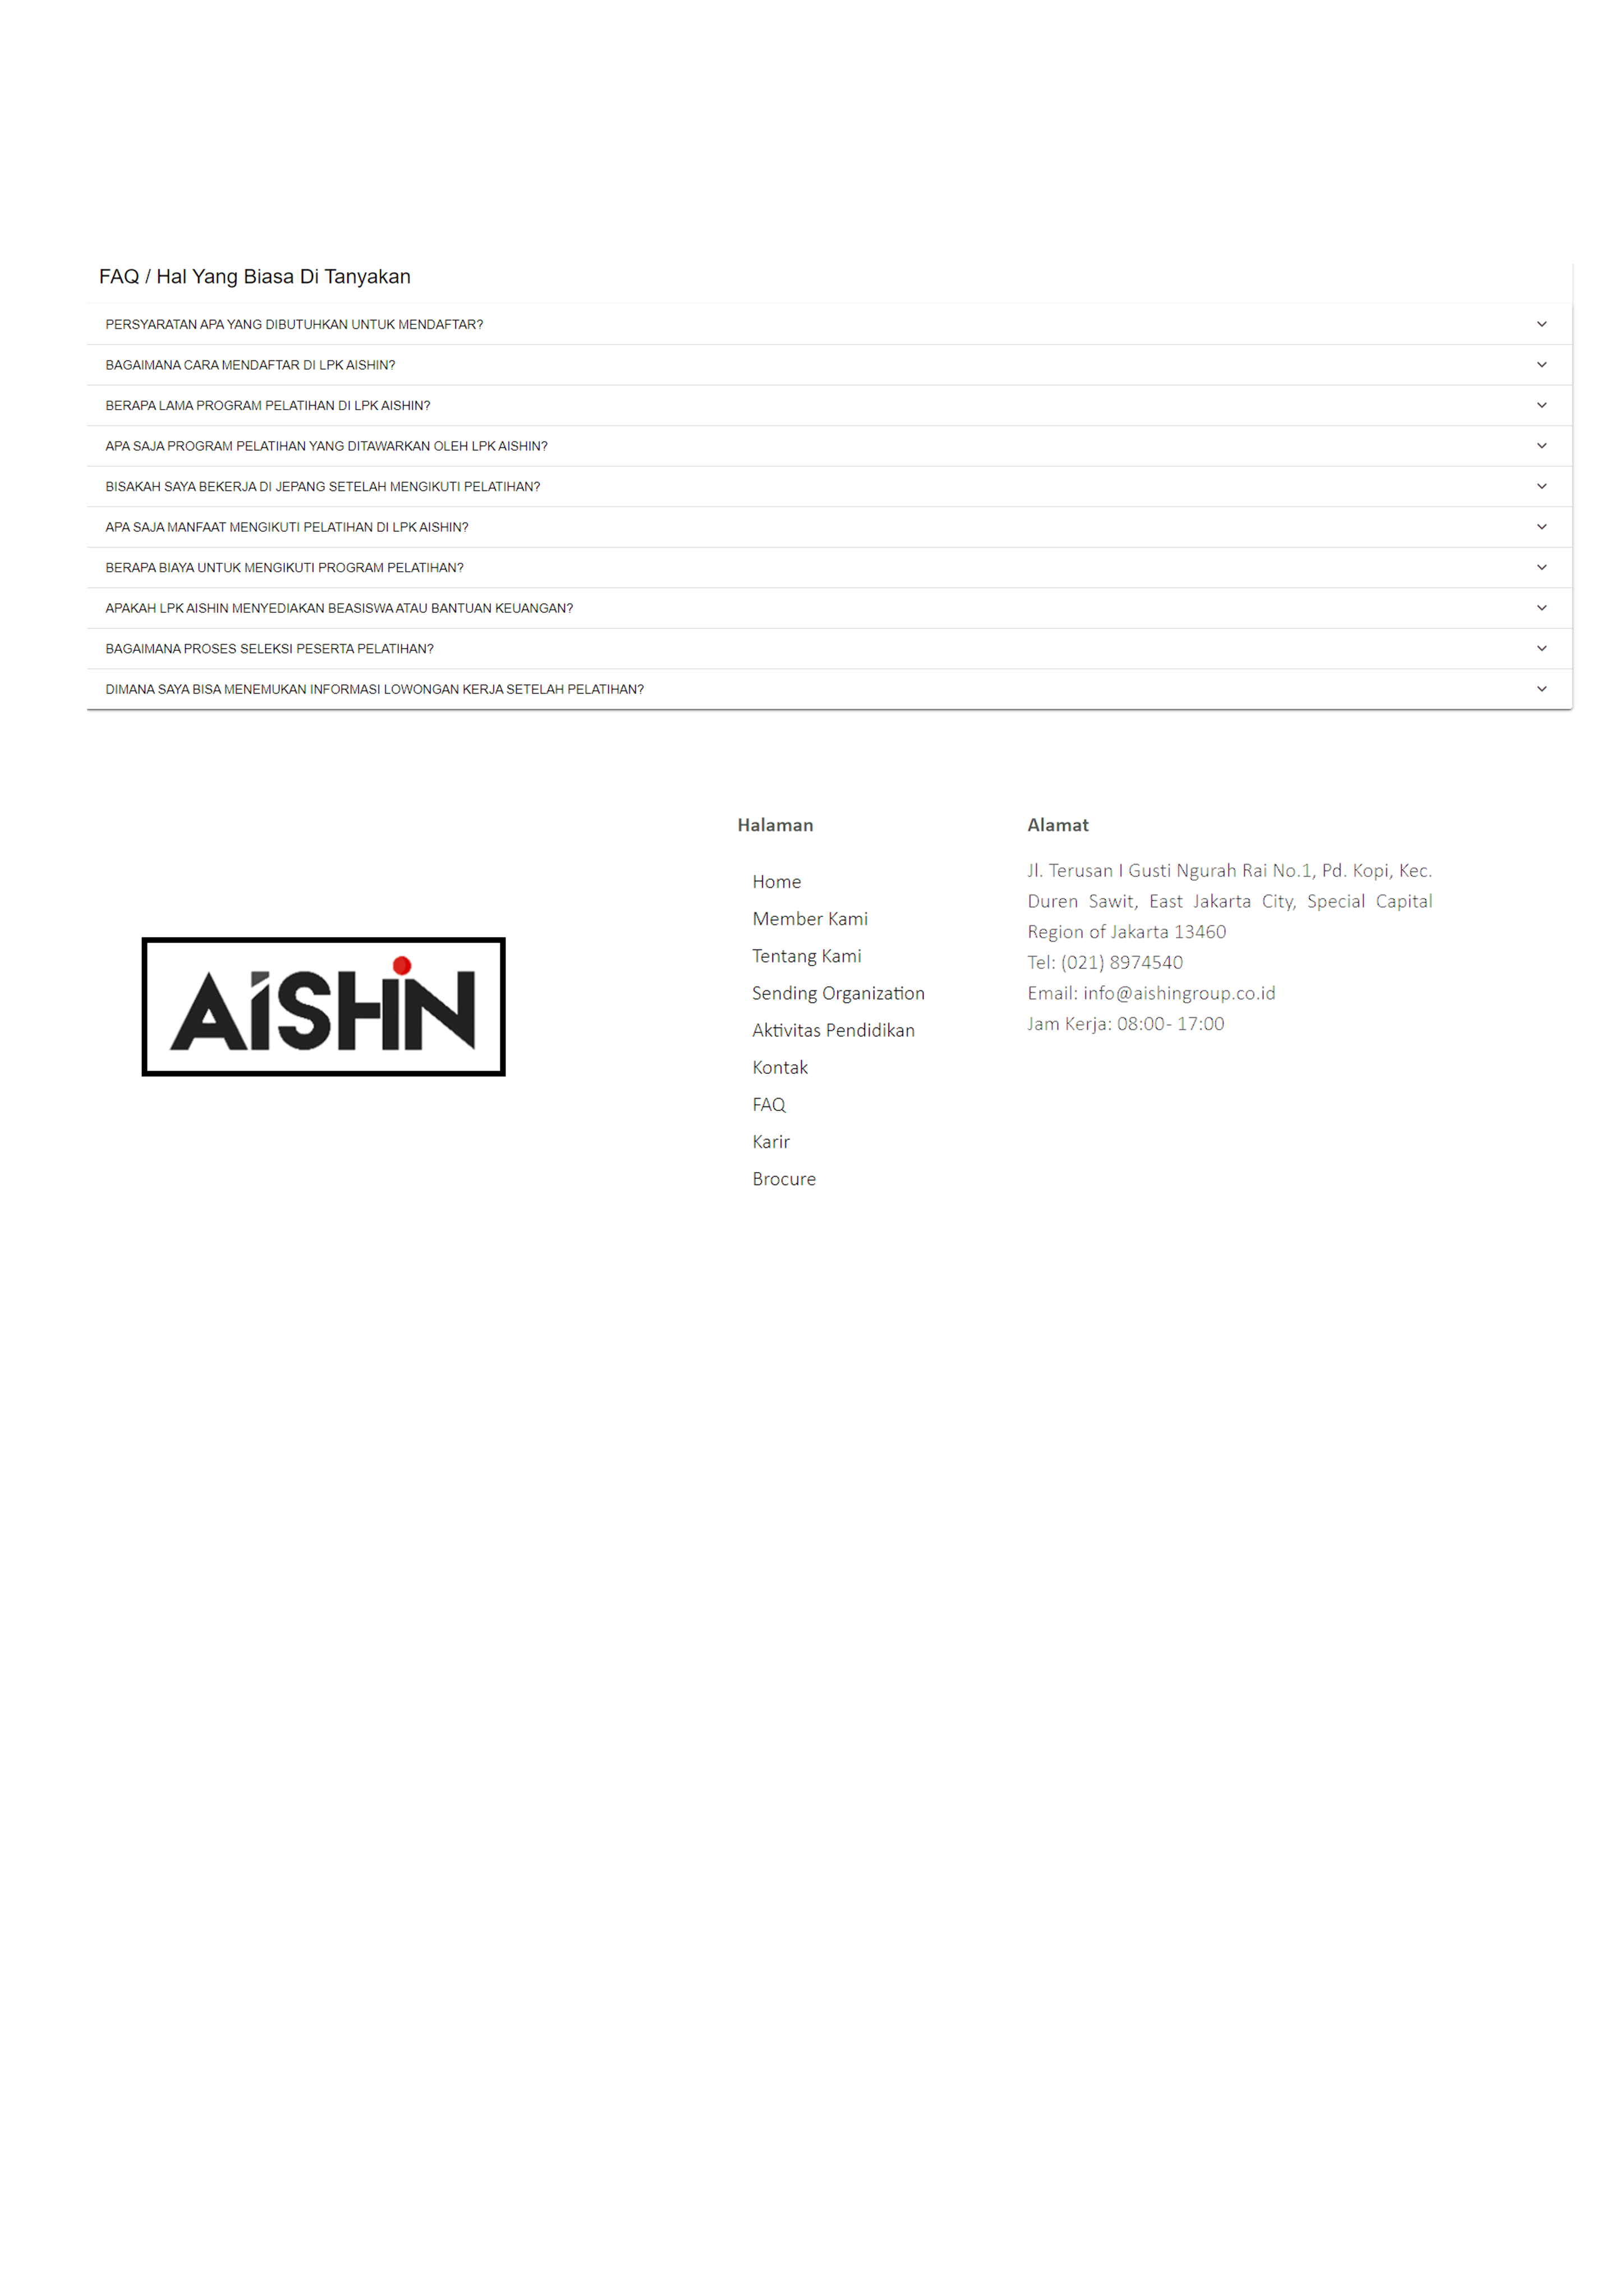 FAQ / Hal Yang Biasa Di Tanyakan
PERSYARATAN APA YANG DIBUTUHKAN UNTUK MENDAFTAR?
BAGAIMANA CARA MENDAFTAR DI LPK AISHIN?
BERAPA LAMA PROGRAM PELATIHAN DI LPK AISHIN?
APA SAJA PROGRAM PELATIHAN YANG DITAWARKAN OLEH LPK AISHIN?
BISAKAH SAYA BEKERJA DI JEPANG SETELAH MENGIKUTI PELATIHAN?
APA SAJA MANFAAT MENGIKUTI PELATIHAN DI LPK AISHIN?
BERAPA BIAYA UNTUK MENGIKUTI PROGRAM PELATIHAN?
APAKAH LPK AISHIN MENYEDIAKAN BEASISWA ATAU BANTUAN KEUANGAN?
BAGAIMANA PROSES SELEKSI PESERTA PELATIHAN?
DIMANA SAYA BISA MENEMUKAN INFORMASI LOWONGAN KERJA SETELAH PELATIHAN?
AiSHiN
Halaman
Home
Member Kami
Tentang Kami
Sending Organization
Aktivitas Pendidikan
Kontak
FAQ
Karir
Brocure
Alamat
Jl. Terusan I Gusti Ngurah Rai No.1, Pd. Kopi, Kec.
Duren Sawit, East Jakarta City, Special Capital
Region of Jakarta 13460
Tel: (021) 8974540
Email: info@aishingroup.co.id
Jam Kerja: 08:00- 17:00